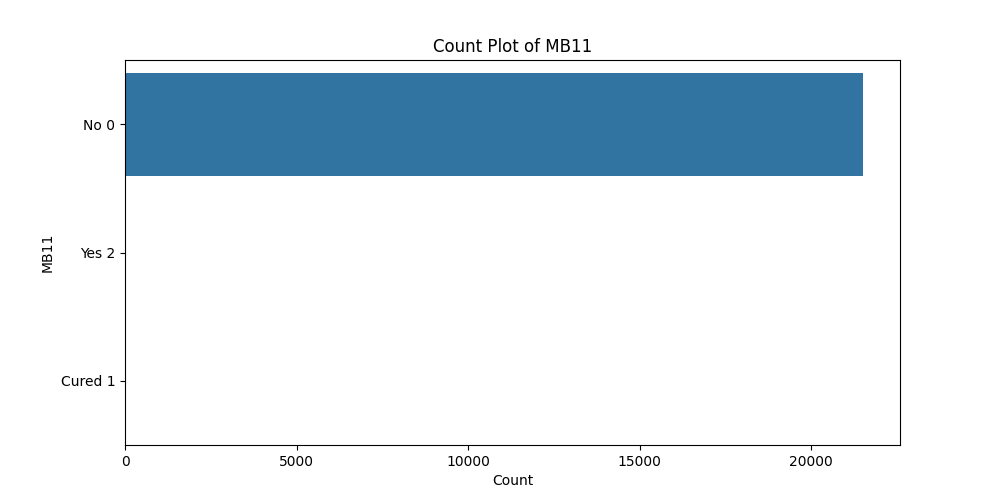 Count Plot of MB11
No 0
Yes 2
Cured 1
MB11
0 5000 10000 15000 20000
Count